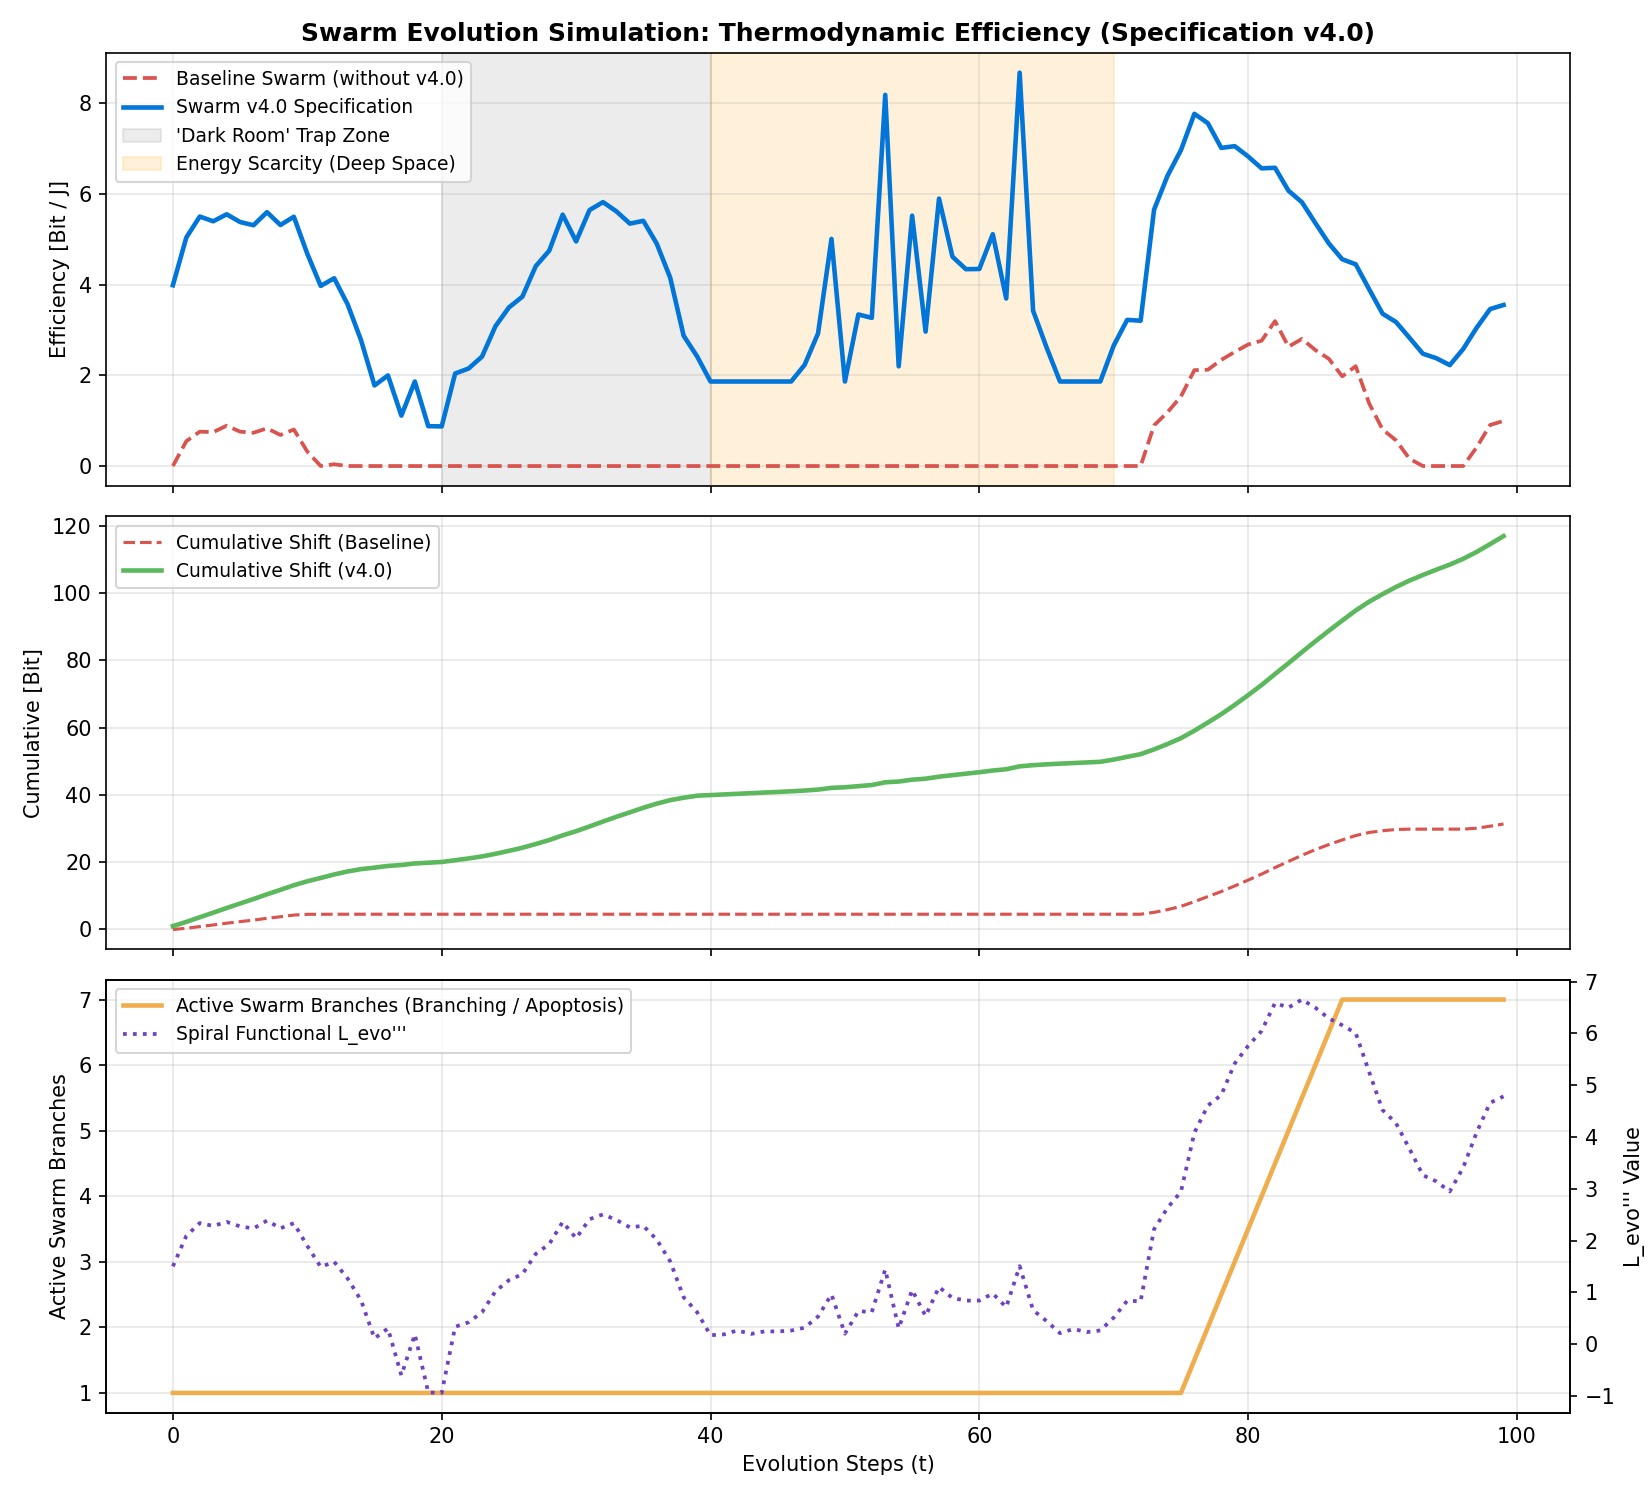 Swarm Evolution Simulation: Thermodynamic Efficiency (Specification v4.0)
Efficiency [Bit / J]
8
6
4
2
0
Baseline Swarm (without v4.0)
Swarm v4.0 Specification
'Dark Room' Trap Zone
Energy Scarcity (Deep Space)
Cumulative [Bit]
120
100
80
60
40
20
0
Cumulative Shift (Baseline)
Cumulative Shift (v4.0)
Active Swarm Branches
7
6
5
4
3
2
1
Active Swarm Branches (Branching / Apoptosis)
Spiral Functional L_evo'''
7
6
5
4
3
2
1
0
−1
L_evo''' Value
0
20
40
60
80
100
Evolution Steps (t)